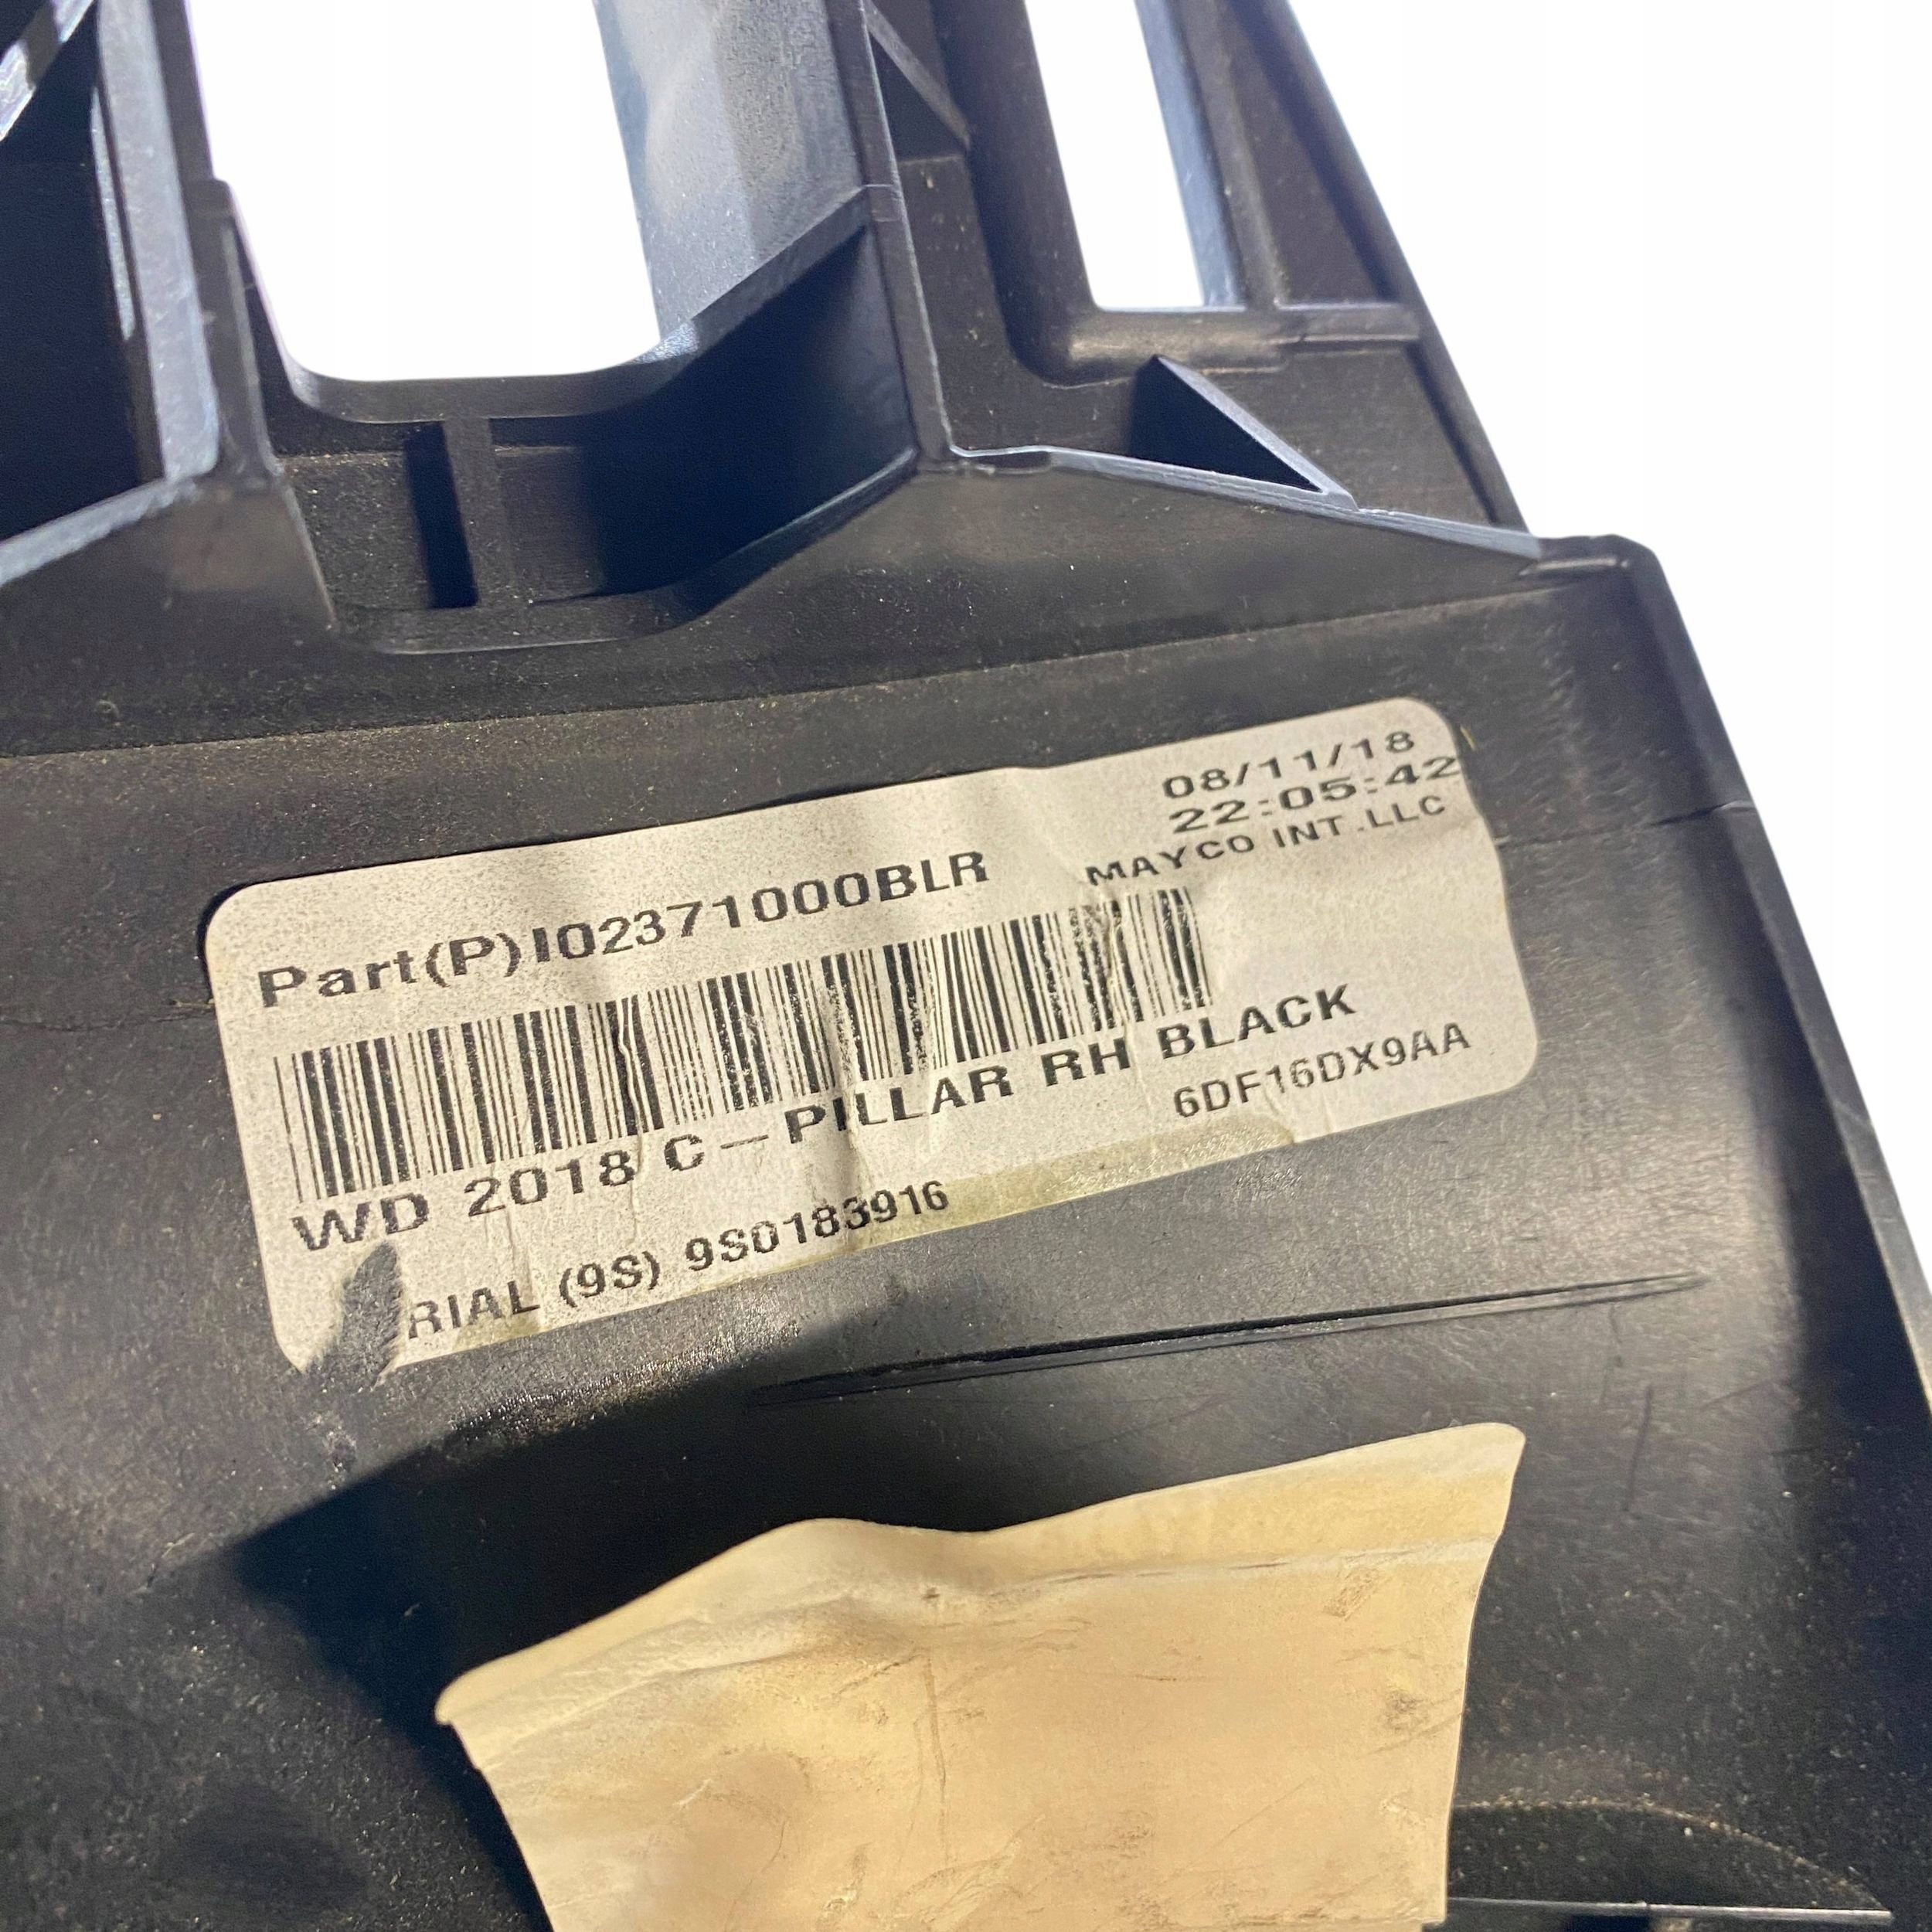 08/11/18
22:05:42
MAYCO INT.LLC
Part(P)I02371000BLR
WD 2018 C-PILLAR RH BLACK
6DF16DX9AA
RIAL (9S) 9S0183916